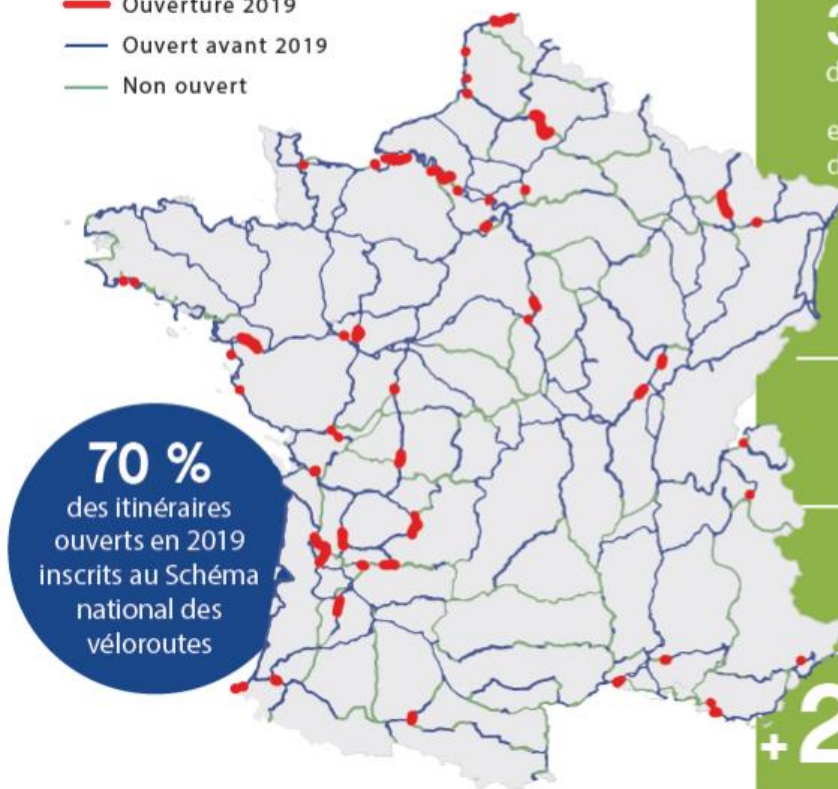 Ouverture 2019
Ouvert avant 2019
Non ouvert
70 %
des itinéraires
ouverts en 2019
inscrits au Schéma
national des
véloroutes
+2